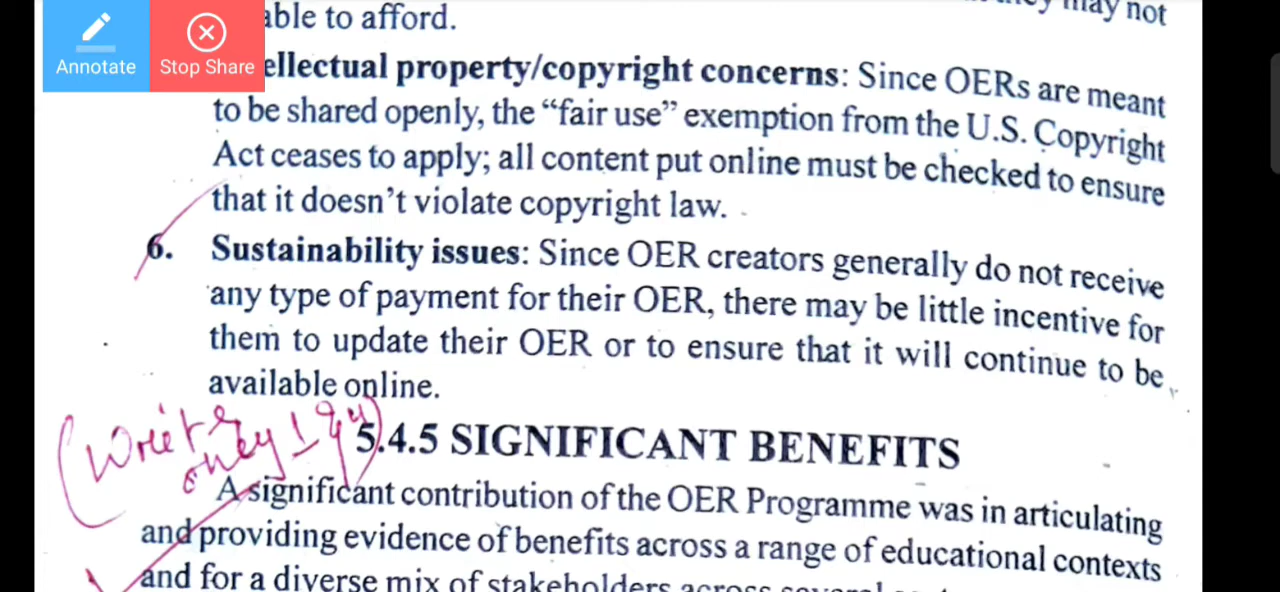 may not
able to afford.
Annotate
Stop Share
ellectual property/copyright concerns: Since OERs are meant
to be shared openly, the “fair use” exemption from the U.S. Copyright
Act ceases to apply; all content put online must be checked to ensure
that it doesn’t violate copyright law.
6. Sustainability issues: Since OER creators generally do not receive
any type of payment for their OER, there may be little incentive for
them to update their OER or to ensure that it will continue to be
available online.
(Write
only
5.4.5 SIGNIFICANT BENEFITS
A significant contribution of the OER Programme was in articulating
and providing evidence of benefits across a range of educational contexts
and for a diverse mix of stakeholders across